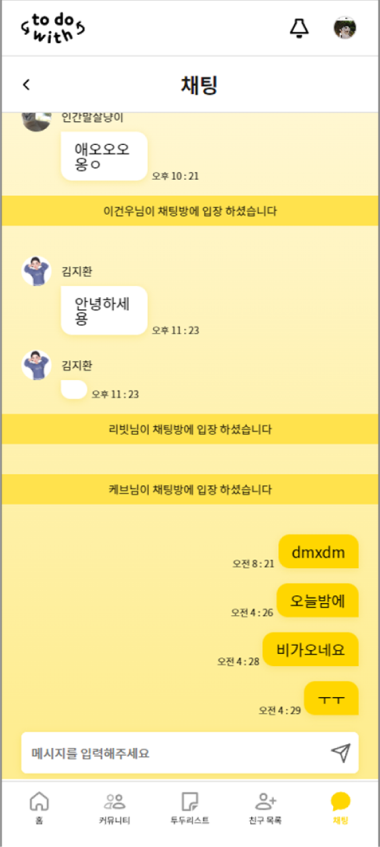 to do
with
채팅
인간말살냥이
애오오오
옹ㅇ
오후 10 : 21
이건우님이 채팅방에 입장 하셨습니다
김지환
안녕하세
용
오후 11 : 23
김지환
오후 11 : 23
리빗님이 채팅방에 입장 하셨습니다
케브님이 채팅방에 입장 하셨습니다
오전 8 : 21 dmxdm
오전 4 : 26 오늘밤에
오전 4 : 28 비가오네요
오전 4 : 29 ㅜㅜ
메시지를 입력해주세요
홈 커뮤니티 투두리스트 친구 목록 채팅